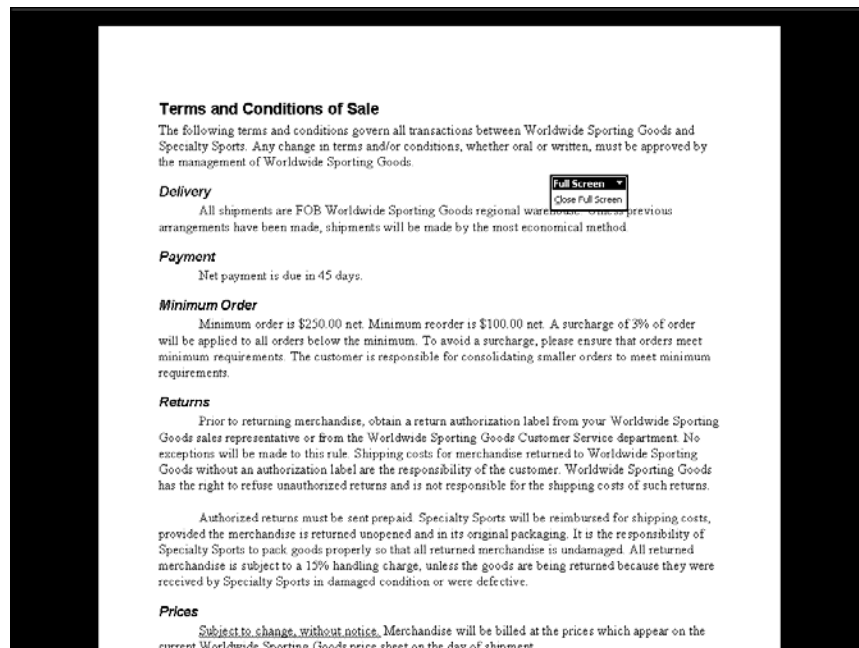 Terms and Conditions of Sale
The following terms and conditions govern all transactions between Worldwide Sporting Goods and
Specialty Sports. Any change in terms and/or conditions, whether oral or written, must be approved by
the management of Worldwide Sporting Goods.
Delivery
Full Screen
Close Full Screen
All shipments are FOB Worldwide Sporting Goods regional previous
arrangements have been made, shipments will be made by the most economical method
Payment
Net payment is due in 45 days.
Minimum Order
Minimum order is $250.00 net. Minimum reorder is $100.00 net. A surcharge of 3% of order
will be applied to all orders below the minimum. To avoid a surcharge, please ensure that orders meet
minimum requirements. The customer is responsible for consolidating smaller orders to meet minimum
requirements.
Returns
Prior to returning merchandise, obtain a return authorization label from your Worldwide Sporting
Goods sales representative or from the Worldwide Sporting Goods Customer Service department. No
exceptions will be made to this rule. Shipping costs for merchandise returned to Worldwide Sporting
Goods without an authorization label are the responsibility of the customer. Worldwide Sporting Goods
has the right to refuse unauthorized returns and is not responsible for the shipping costs of such returns.
Authorized returns must be sent prepaid. Specialty Sports will be reimbursed for shipping costs,
provided the merchandise is returned unopened and in its original packaging. It is the responsibility of
Specialty Sports to pack goods properly so that all returned merchandise is undamaged. All returned
merchandise is subject to a 15% handling charge, unless the goods are being returned because they were
received by Specialty Sports in damaged condition or were defective.
Prices
Subject to change, without notice. Merchandise will be billed at the prices which appear on the
current Worldwide Sporting Goods price sheet on the day of shipment.